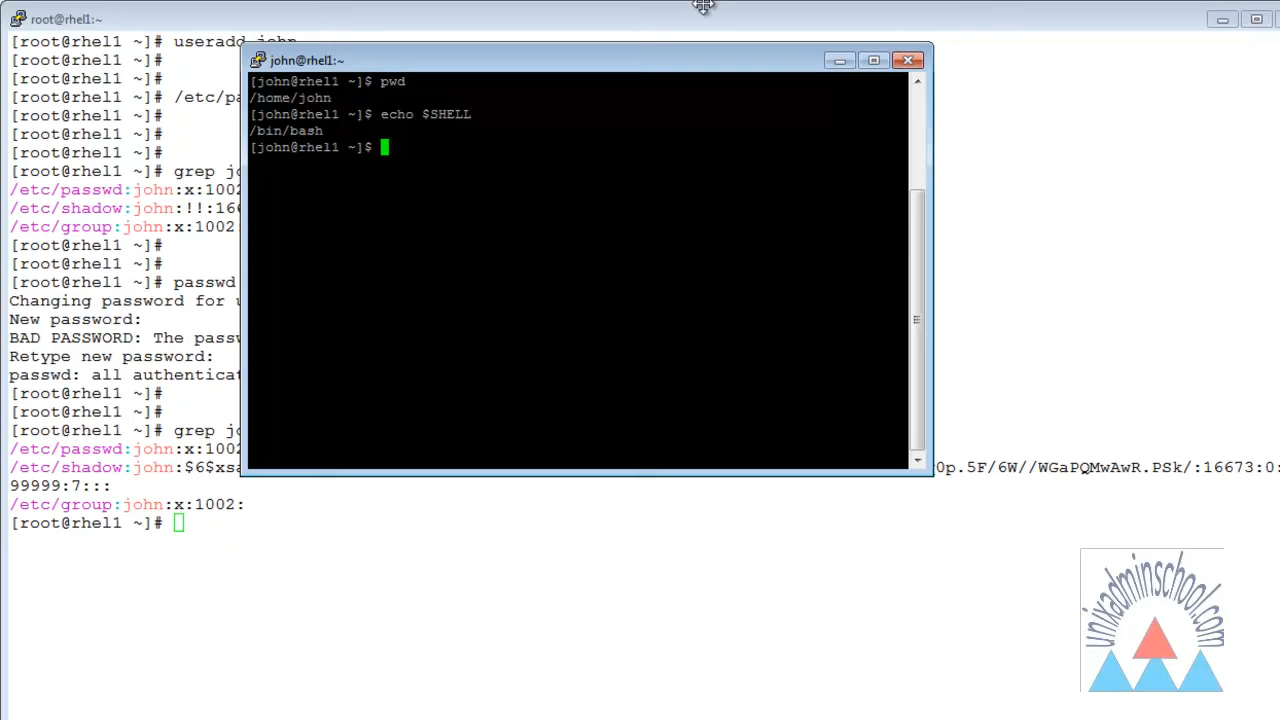 root@rhel1:~
[root@rhel1 ~]# useradd john
[root@rhel1 ~]#
[root@rhel1 ~]#
[root@rhel1 ~]# /etc/pa
[root@rhel1 ~]#
[root@rhel1 ~]#
[root@rhel1 ~]#
[root@rhel1 ~]# grep jo
/etc/passwd:john:x:1002
/etc/shadow:john:!!:166
/etc/group:john:x:1002:
[root@rhel1 ~]#
[root@rhel1 ~]#
[root@rhel1 ~]# passwd
Changing password for u
New password:
BAD PASSWORD: The passw
Retype new password:
passwd: all authenticat
[root@rhel1 ~]#
[root@rhel1 ~]#
[root@rhel1 ~]# grep jo
/etc/passwd:john:x:1002
/etc/shadow:john:$6$xsa 0p.5F/6W//WGaPQMwAwR.PSk/:16673:0:
99999:7:::
/etc/group:john:x:1002:
[root@rhel1 ~]#
john@rhel1:~
[john@rhel1 ~]$ pwd
/home/john
[john@rhel1 ~]$ echo $SHELL
/bin/bash
[john@rhel1 ~]$
unixadminschool.com